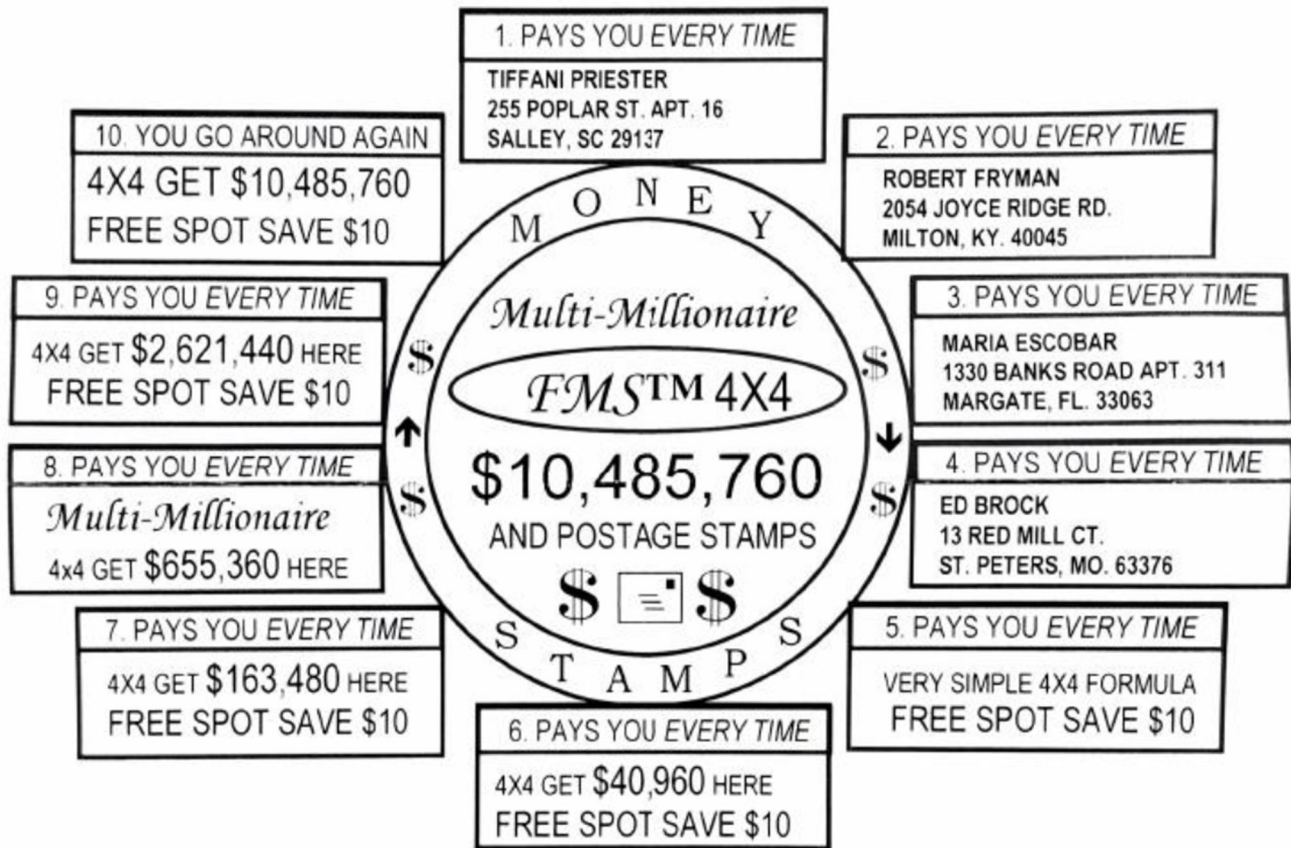 1. PAYS YOU EVERY TIME
TIFFANI PRIESTER
255 POPLAR ST. APT. 16
SALLEY, SC 29137
2. PAYS YOU EVERY TIME
ROBERT FRYMAN
2054 JOYCE RIDGE RD.
MILTON, KY. 40045
3. PAYS YOU EVERY TIME
MARIA ESCOBAR
1330 BANKS ROAD APT. 311
MARGATE, FL. 33063
4. PAYS YOU EVERY TIME
ED BROCK
13 RED MILL CT.
ST. PETERS, MO. 63376
5. PAYS YOU EVERY TIME
VERY SIMPLE 4X4 FORMULA
FREE SPOT SAVE $10
6. PAYS YOU EVERY TIME
4X4 GET $40,960 HERE
FREE SPOT SAVE $10
7. PAYS YOU EVERY TIME
4X4 GET $163,480 HERE
FREE SPOT SAVE $10
8. PAYS YOU EVERY TIME
Multi-Millionaire
4x4 GET $655,360 HERE
9. PAYS YOU EVERY TIME
4X4 GET $2,621,440 HERE
FREE SPOT SAVE $10
10. YOU GO AROUND AGAIN
4X4 GET $10,485,760
FREE SPOT SAVE $10
MONEY
$ $
$ $
Multi-Millionaire
FMS™ 4X4
$10,485,760
AND POSTAGE STAMPS
$ $
STAMPS